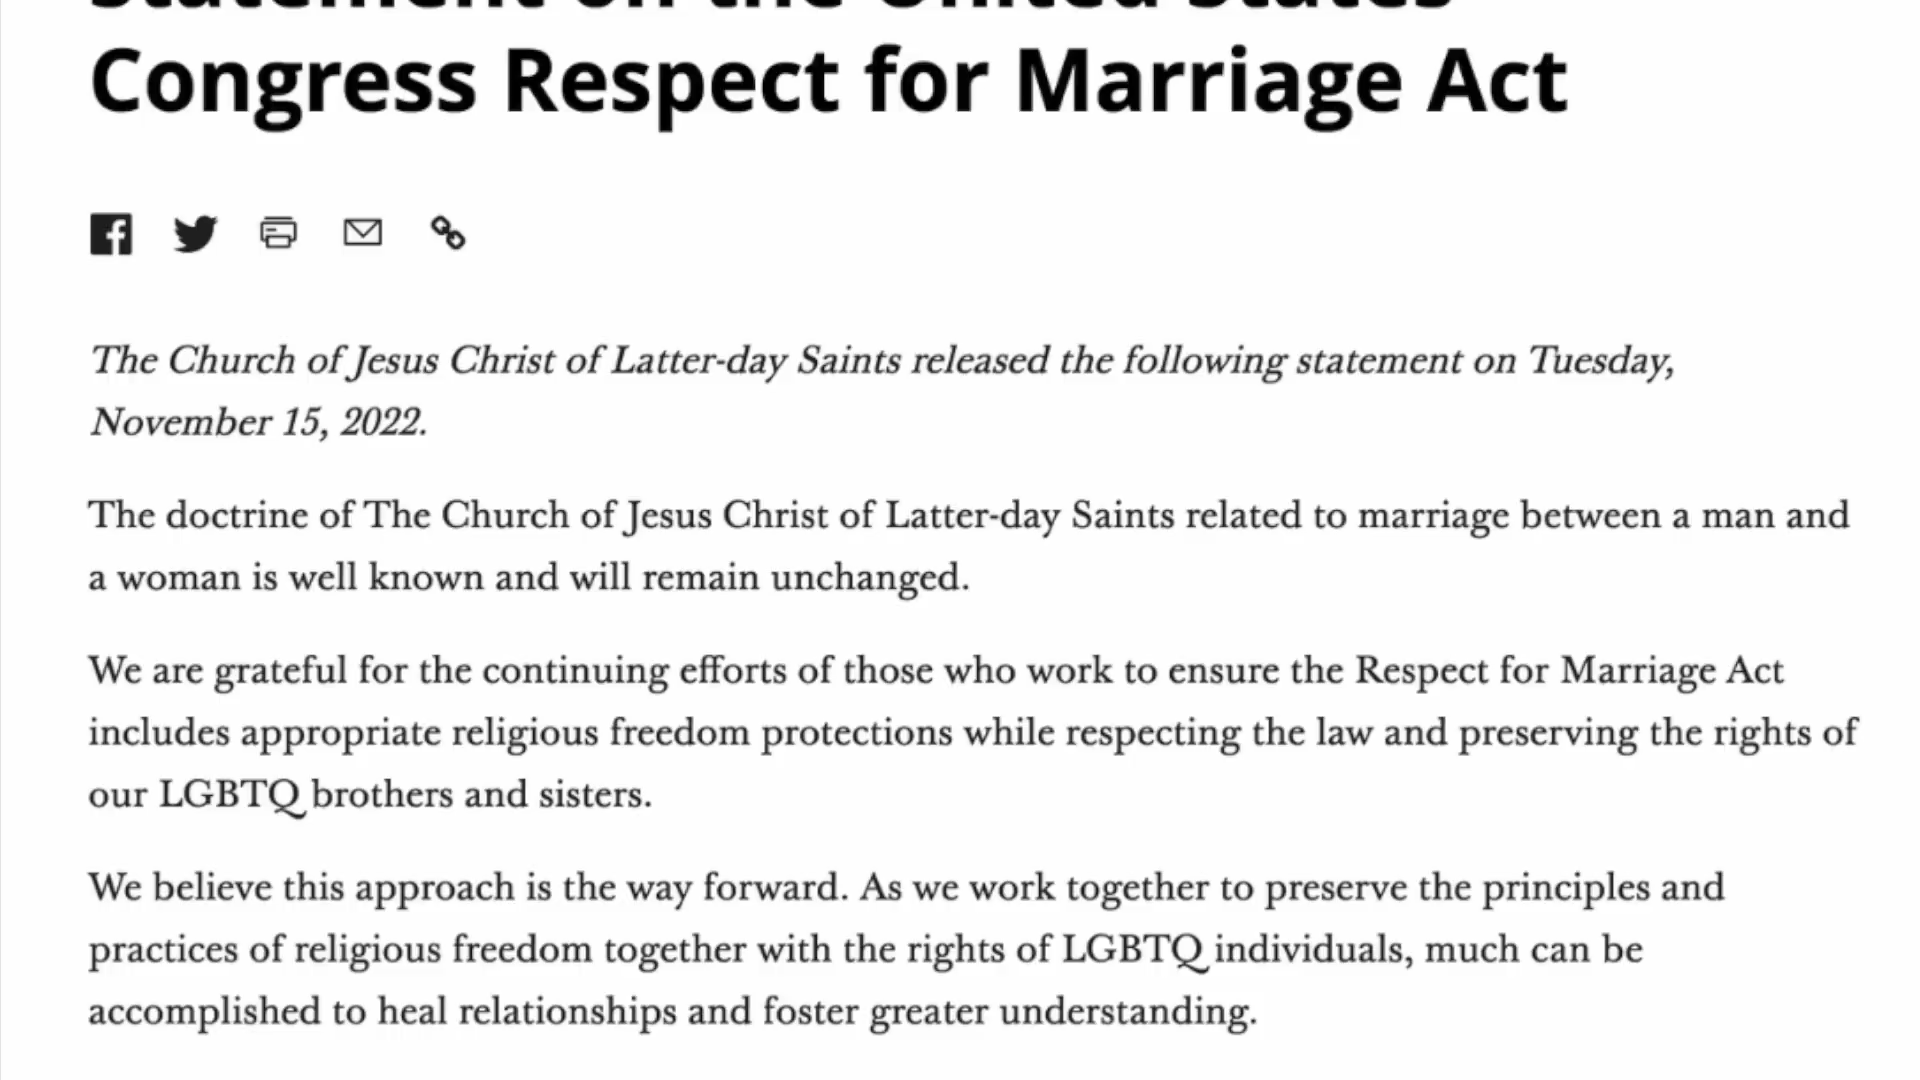 Statement on the United States
Congress Respect for Marriage Act
The Church of Jesus Christ of Latter-day Saints released the following statement on Tuesday,
November 15, 2022.
The doctrine of The Church of Jesus Christ of Latter-day Saints related to marriage between a man and
a woman is well known and will remain unchanged.
We are grateful for the continuing efforts of those who work to ensure the Respect for Marriage Act
includes appropriate religious freedom protections while respecting the law and preserving the rights of
our LGBTQ brothers and sisters.
We believe this approach is the way forward. As we work together to preserve the principles and
practices of religious freedom together with the rights of LGBTQ individuals, much can be
accomplished to heal relationships and foster greater understanding.